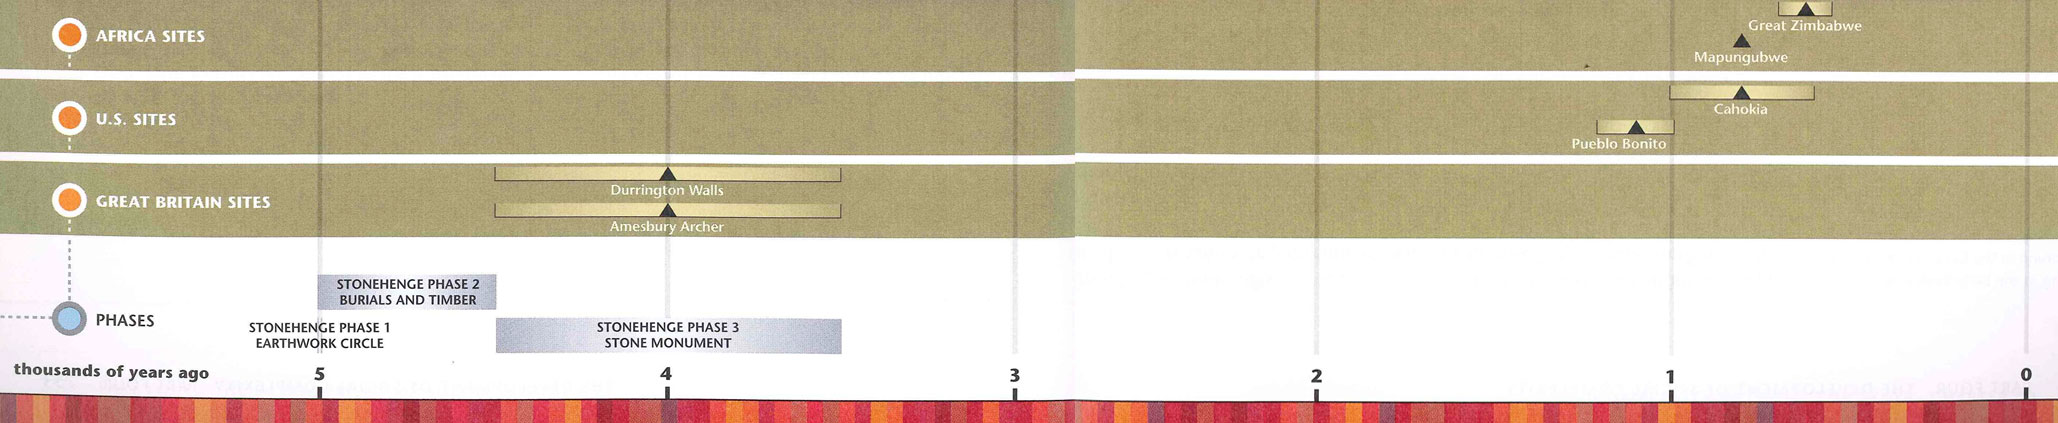 AFRICA SITES
Great Zimbabwe
Mapungubwe
U.S. SITES
Cahokia
Pueblo Bonito
GREAT BRITAIN SITES
Durrington Walls
Amesbury Archer
PHASES
STONEHENGE PHASE 2
BURIALS AND TIMBER
STONEHENGE PHASE 1
EARTHWORK CIRCLE
STONEHENGE PHASE 3
STONE MONUMENT
thousands of years ago
5 4 3 2 1 0